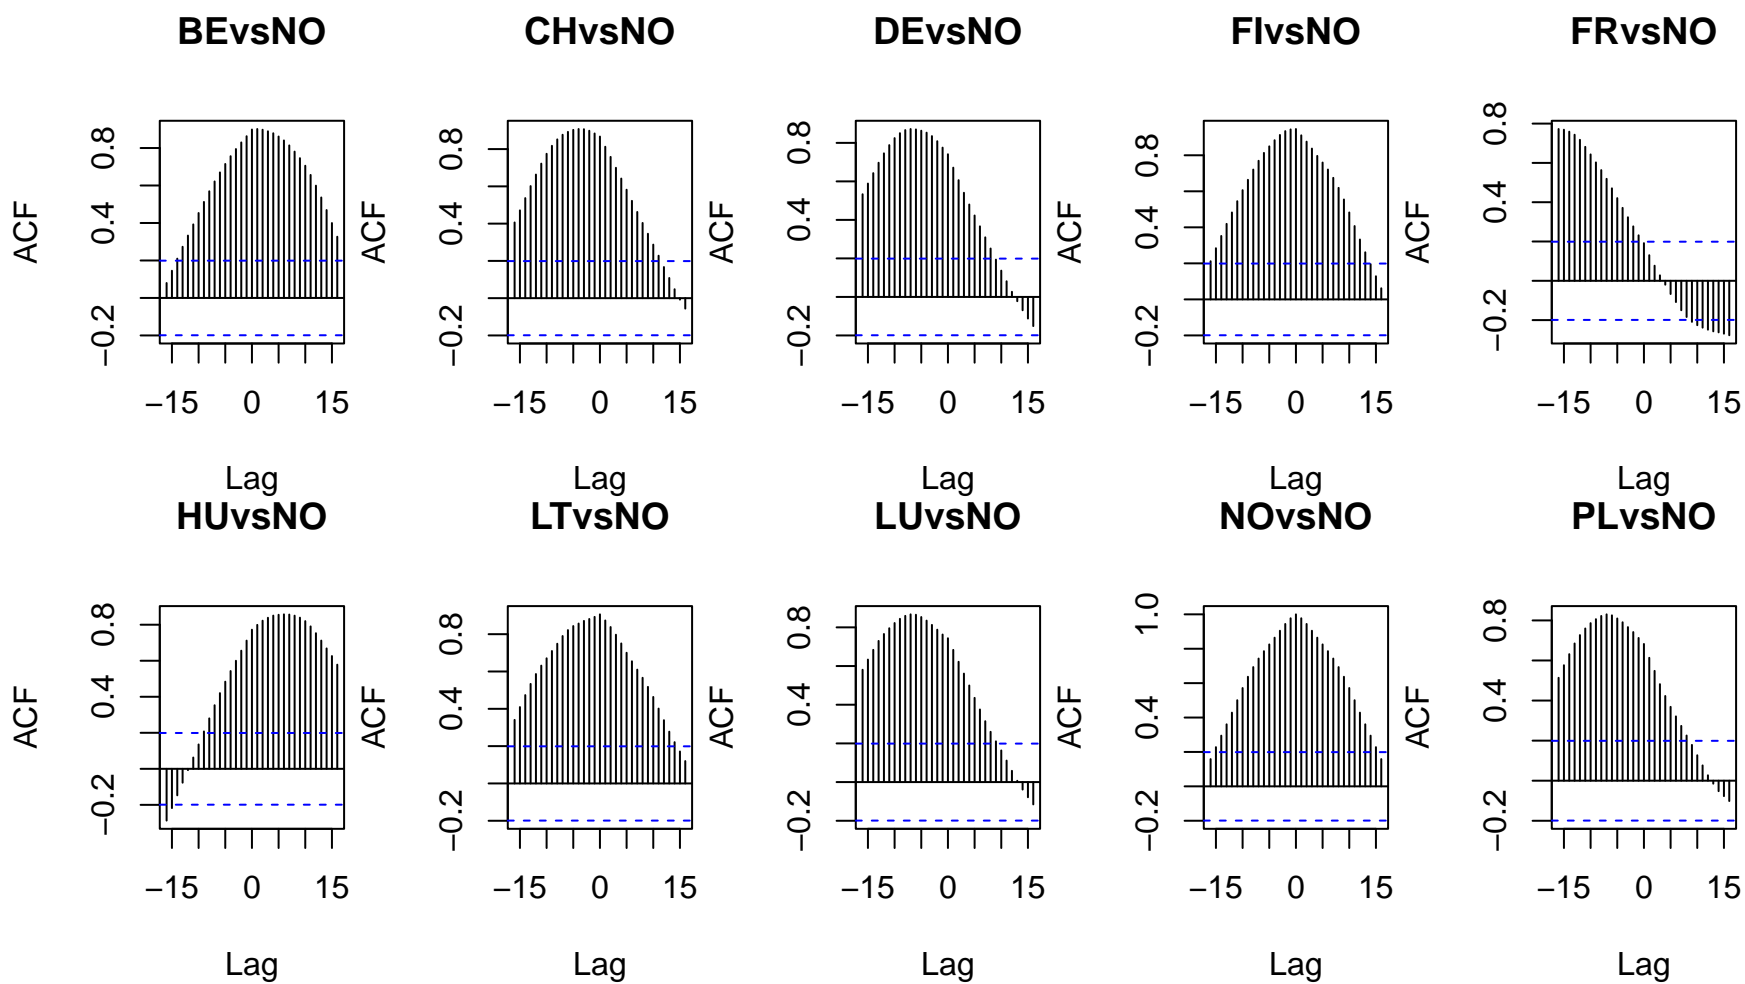 BEvsNO
ACF
0.8
0.4
−0.2
−15 0 15
Lag
CHvsNO
ACF
0.8
0.4
−0.2
−15 0 15
Lag
DEvsNO
ACF
0.8
0.4
−0.2
−15 0 15
Lag
FIvsNO
0.8
0.4
−0.2
−15 0 15
Lag
FRvsNO
ACF
0.8
0.4
−0.2
−15 0 15
Lag
HUvsNO
ACF
0.8
0.4
−0.2
−15 0 15
Lag
LTvsNO
ACF
0.8
0.4
−0.2
−15 0 15
Lag
LUvsNO
ACF
0.8
0.4
−0.2
−15 0 15
Lag
NOvsNO
1.0
0.4
−0.2
−15 0 15
Lag
PLvsNO
ACF
0.8
0.4
−0.2
−15 0 15
Lag